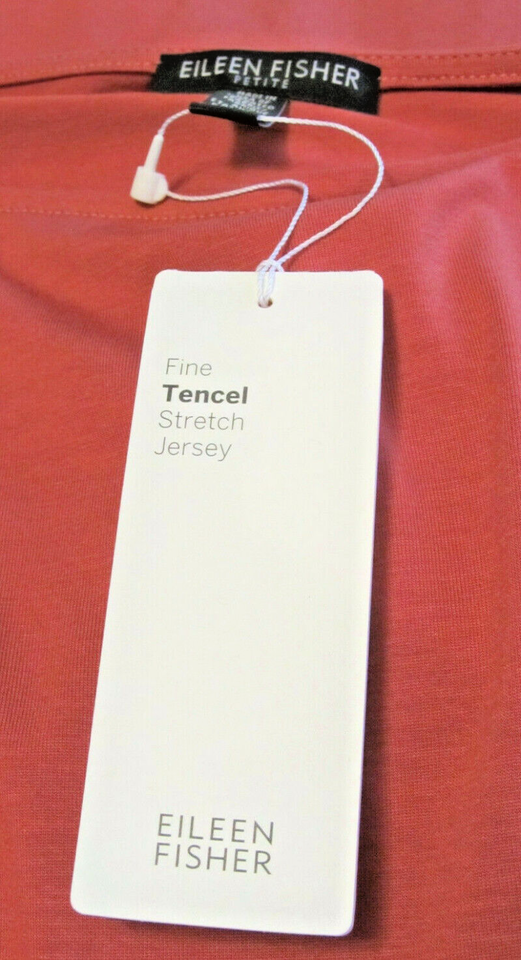 EILEEN FISHER
PETITE
Fine
Tencel
Stretch
Jersey
EILEEN
FISHER